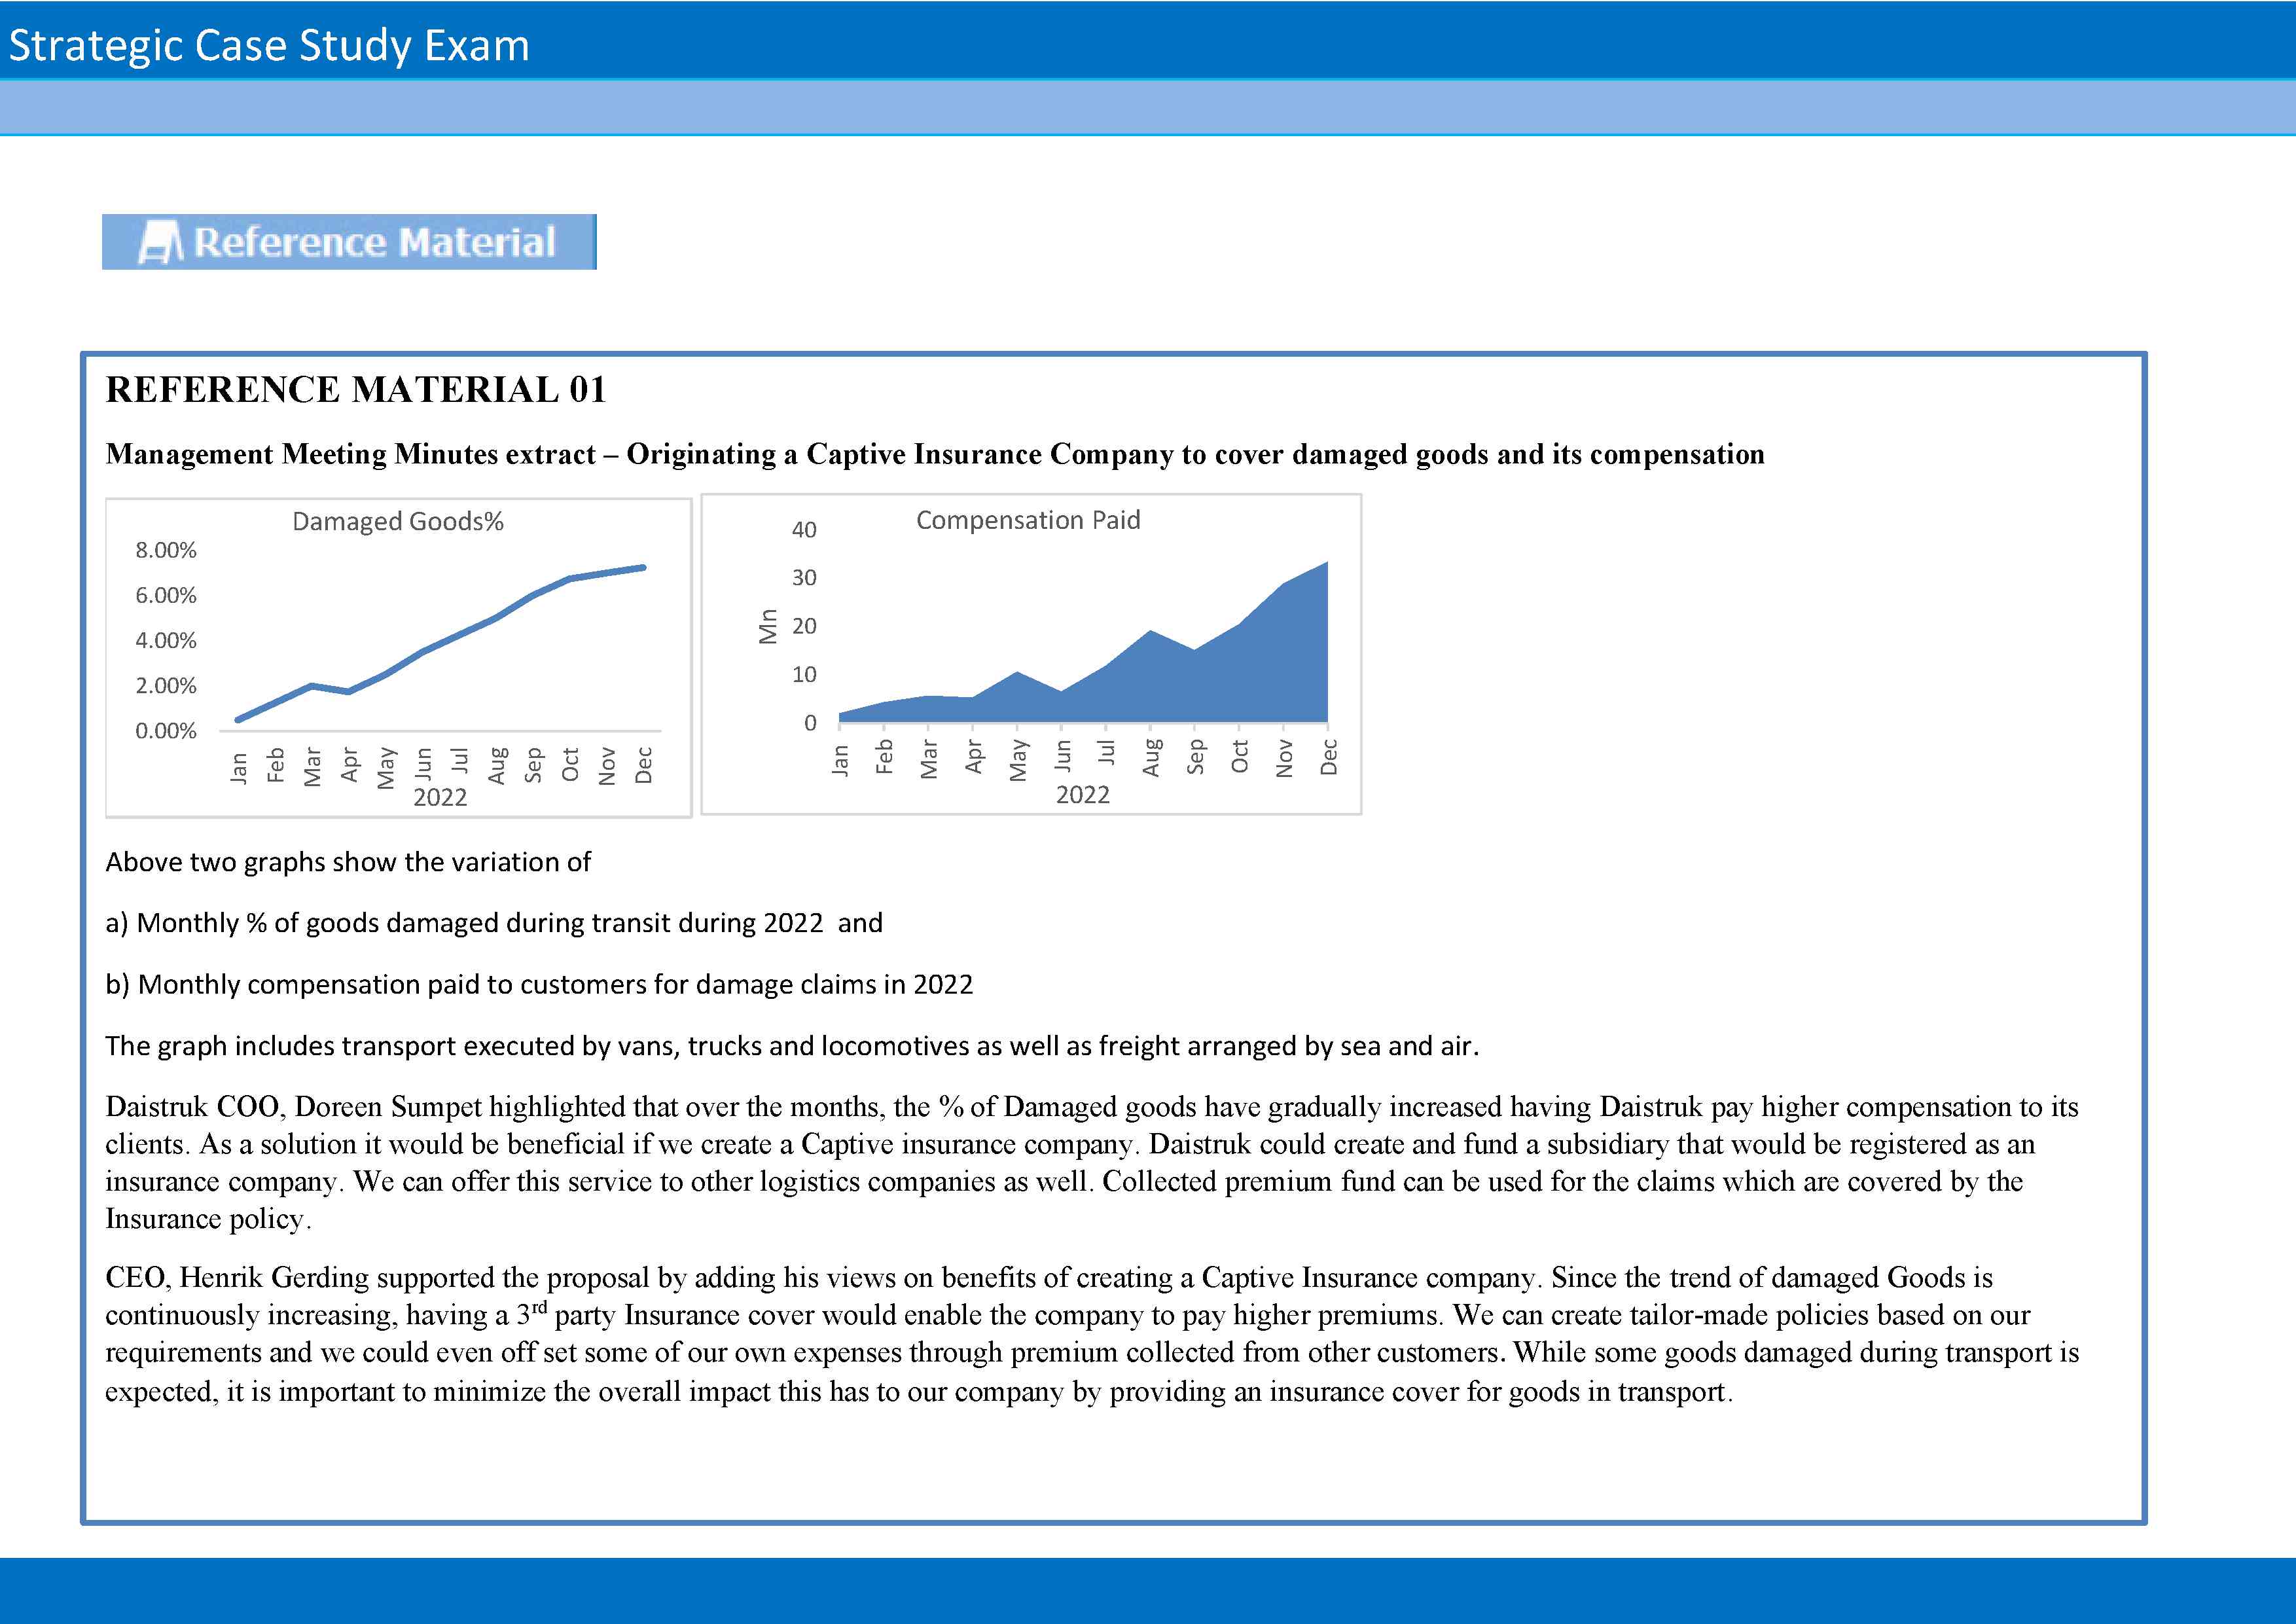 Strategic Case Study Exam
Reference Material
REFERENCE MATERIAL 01
Management Meeting Minutes extract – Originating a Captive Insurance Company to cover damaged goods and its compensation
Damaged Goods%
8.00%
6.00%
4.00%
2.00%
0.00%
Jan Feb Mar Apr May Jun Jul Aug Sep Oct Nov Dec
2022
Compensation Paid
Mn
40
30
20
10
0
Jan Feb Mar Apr May Jun Jul Aug Sep Oct Nov Dec
2022
Above two graphs show the variation of
a) Monthly % of goods damaged during transit during 2022 and
b) Monthly compensation paid to customers for damage claims in 2022
The graph includes transport executed by vans, trucks and locomotives as well as freight arranged by sea and air.
Daistruk COO, Doreen Sumpet highlighted that over the months, the % of Damaged goods have gradually increased having Daistruk pay higher compensation to its
clients. As a solution it would be beneficial if we create a Captive insurance company. Daistruk could create and fund a subsidiary that would be registered as an
insurance company. We can offer this service to other logistics companies as well. Collected premium fund can be used for the claims which are covered by the
Insurance policy.
CEO, Henrik Gerding supported the proposal by adding his views on benefits of creating a Captive Insurance company. Since the trend of damaged Goods is
continuously increasing, having a 3rd party Insurance cover would enable the company to pay higher premiums. We can create tailor-made policies based on our
requirements and we could even off set some of our own expenses through premium collected from other customers. While some goods damaged during transport is
expected, it is important to minimize the overall impact this has to our company by providing an insurance cover for goods in transport.